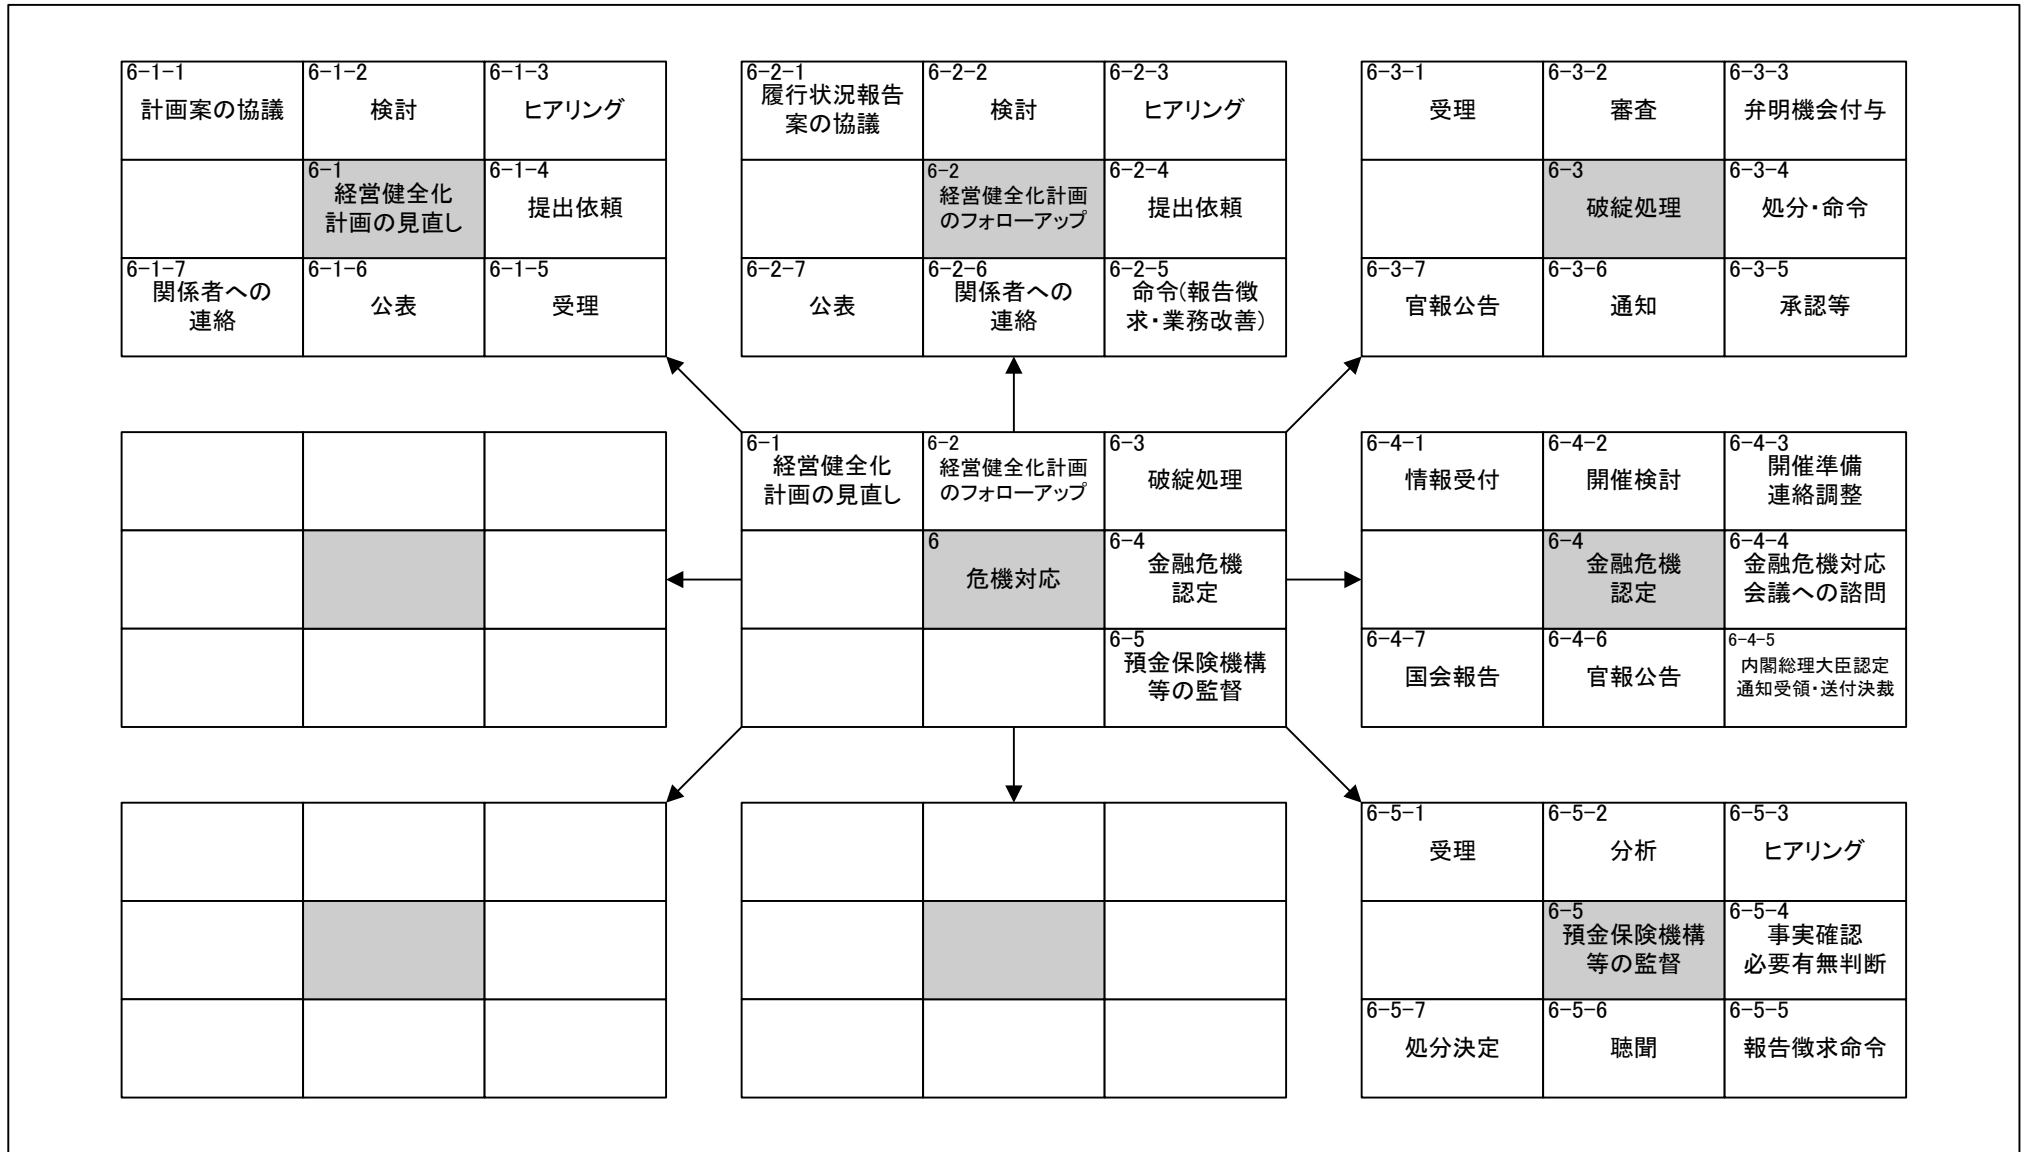 6-1-1
計画案の協議
6-1-2
検討
6-1-3
ヒアリング
6-1
経営健全化
計画の見直し
6-1-4
提出依頼
6-1-7
関係者への
連絡
6-1-6
公表
6-1-5
受理
6-2-1
履行状況報告
案の協議
6-2-2
検討
6-2-3
ヒアリング
6-2
経営健全化計画
のフォローアップ
6-2-4
提出依頼
6-2-7
公表
6-2-6
関係者への
連絡
6-2-5
命令(報告徴
求・業務改善)
6-3-1
受理
6-3-2
審査
6-3-3
弁明機会付与
6-3
破綻処理
6-3-4
処分・命令
6-3-7
官報公告
6-3-6
通知
6-3-5
承認等
6-1
経営健全化
計画の見直し
6-2
経営健全化計画
のフォローアップ
6-3
破綻処理
6
危機対応
6-4
金融危機
認定
6-5
預金保険機構
等の監督
6-4-1
情報受付
6-4-2
開催検討
6-4-3
開催準備
連絡調整
6-4
金融危機
認定
6-4-4
金融危機対応
会議への諮問
6-4-7
国会報告
6-4-6
官報公告
6-4-5
内閣総理大臣認定
通知受領・送付決裁
6-5-1
受理
6-5-2
分析
6-5-3
ヒアリング
6-5
預金保険機構
等の監督
6-5-4
事実確認
必要有無判断
6-5-7
処分決定
6-5-6
聴聞
6-5-5
報告徴求命令